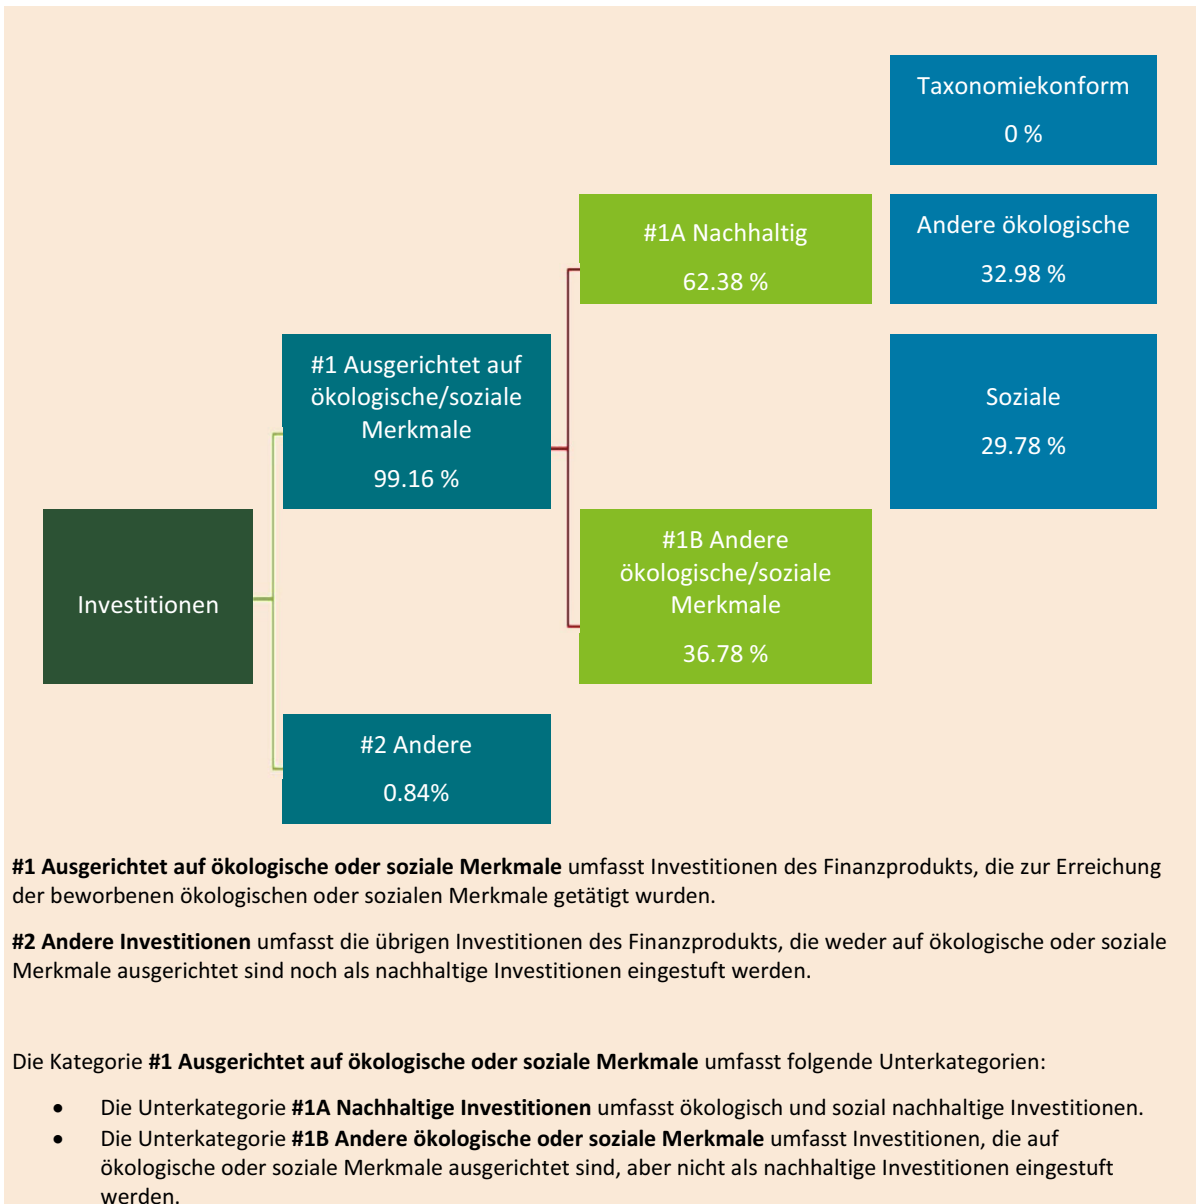 Taxonomiekonform
0 %
#1A Nachhaltig
62.38 %
Andere ökologische
32.98 %
#1 Ausgerichtet auf
ökologische/soziale
Merkmale
99.16 %
Soziale
29.78 %
Investitionen
#1B Andere
ökologische/soziale
Merkmale
36.78 %
#2 Andere
0.84%
#1 Ausgerichtet auf ökologische oder soziale Merkmale umfasst Investitionen des Finanzprodukts, die zur Erreichung
der beworbenen ökologischen oder sozialen Merkmale getätigt wurden.
#2 Andere Investitionen umfasst die übrigen Investitionen des Finanzprodukts, die weder auf ökologische oder soziale
Merkmale ausgerichtet sind noch als nachhaltige Investitionen eingestuft werden.
Die Kategorie #1 Ausgerichtet auf ökologische oder soziale Merkmale umfasst folgende Unterkategorien:
• Die Unterkategorie #1A Nachhaltige Investitionen umfasst ökologisch und sozial nachhaltige Investitionen.
• Die Unterkategorie #1B Andere ökologische oder soziale Merkmale umfasst Investitionen, die auf
ökologische oder soziale Merkmale ausgerichtet sind, aber nicht als nachhaltige Investitionen eingestuft
werden.